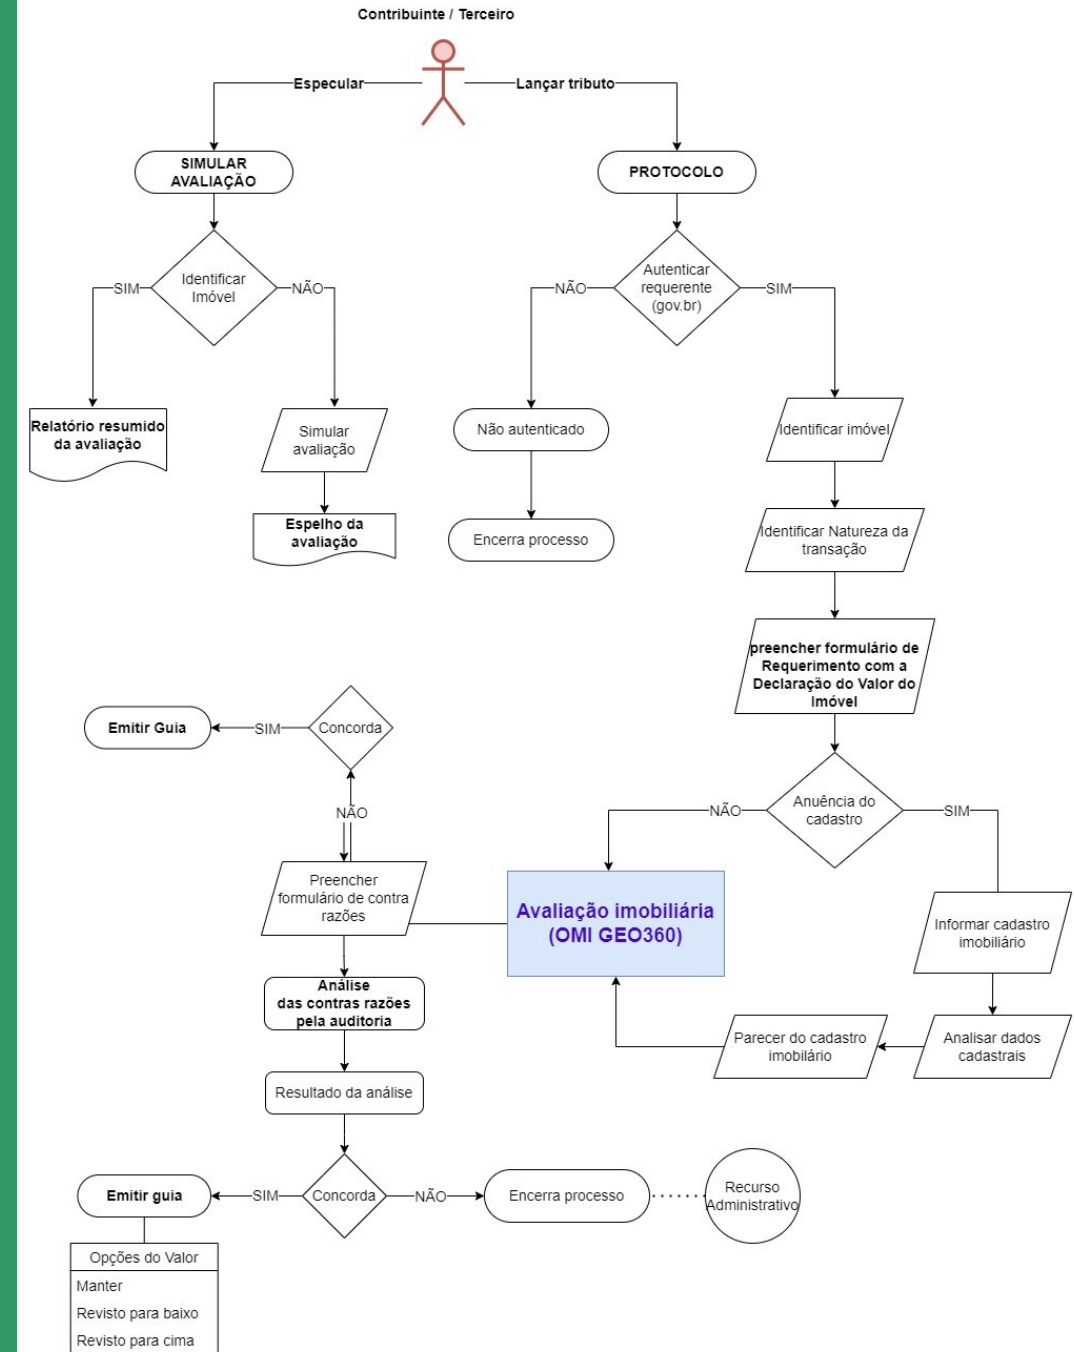 Contribuinte / Terceiro
Especular
Lançar tributo
SIMULAR
AVALIAÇÃO
PROTOCOLO
Identificar
Imóvel
SIM
NÃO
Autenticar
requerente
(gov.br)
NÃO
SIM
Relatório resumido
da avaliação
Simular
avaliação
Não autenticado
Identificar imóvel
Espelho da
avaliação
Encerra processo
Identificar Natureza da
transação
preencher formulário de
Requerimento com a
Declaração do Valor do
Imóvel
Emitir Guia
SIM
Concorda
NÃO
Anuência do
cadastro
NÃO
SIM
Preencher
formulário de contra
razões
Avaliação imobiliária
(OMI GEO360)
Informar cadastro
imobiliário
Análise
das contras razões
pela auditoria
Parecer do cadastro
imobilário
Analisar dados
cadastrais
Resultado da análise
Emitir guia
SIM
Concorda
NÃO
Encerra processo
Recurso
Administrativo
Opções do Valor
Manter
Revisto para baixo
Revisto para cima